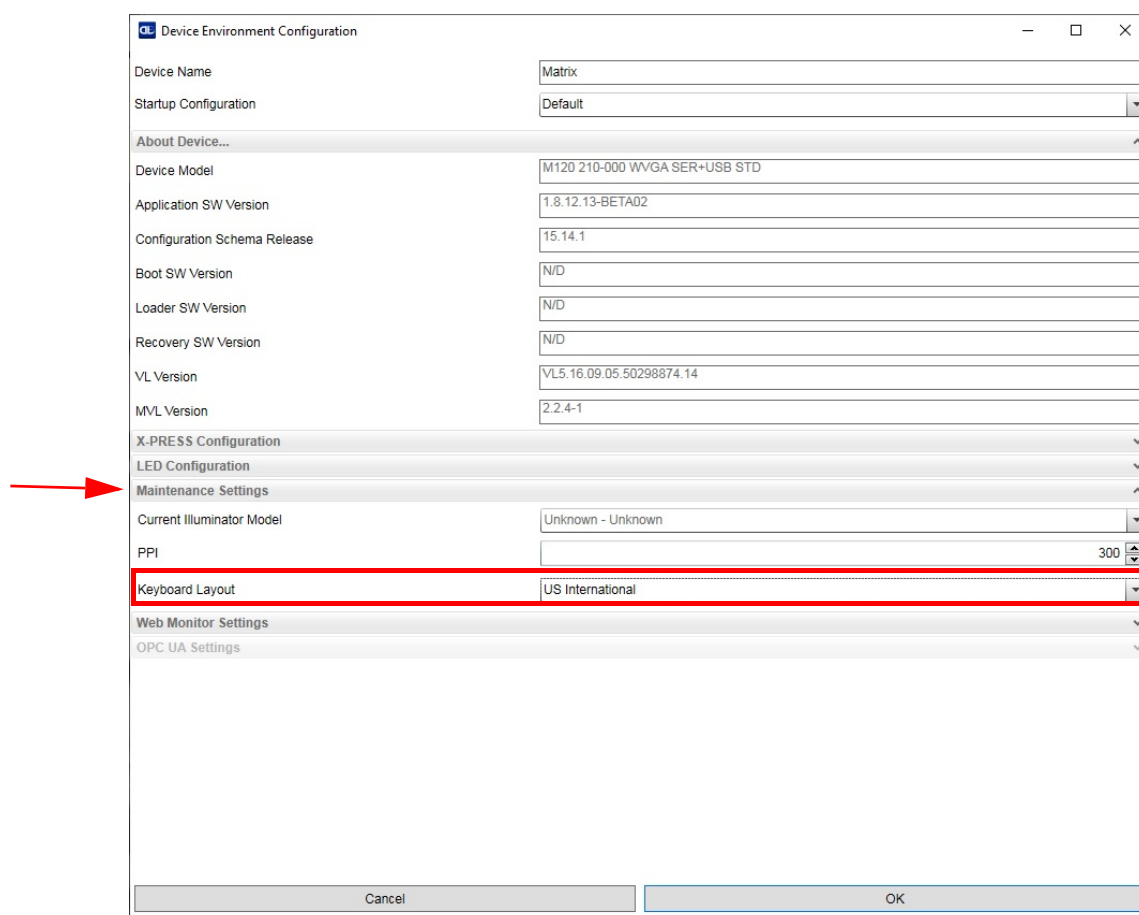 Device Environment Configuration
Device Name Matrix
Startup Configuration Default
About Device...
Device Model M120 210-000 WVGA SER+USB STD
Application SW Version 1.8.12.13-BETA02
Configuration Schema Release 15.14.1
Boot SW Version N/D
Loader SW Version N/D
Recovery SW Version N/D
VL Version VL5.16.09.05.50298874.14
MVL Version 2.2.4-1
X-PRESS Configuration
LED Configuration
Maintenance Settings
Current Illuminator Model Unknown - Unknown
PPI 300
Keyboard Layout US International
Web Monitor Settings
OPC UA Settings
Cancel OK